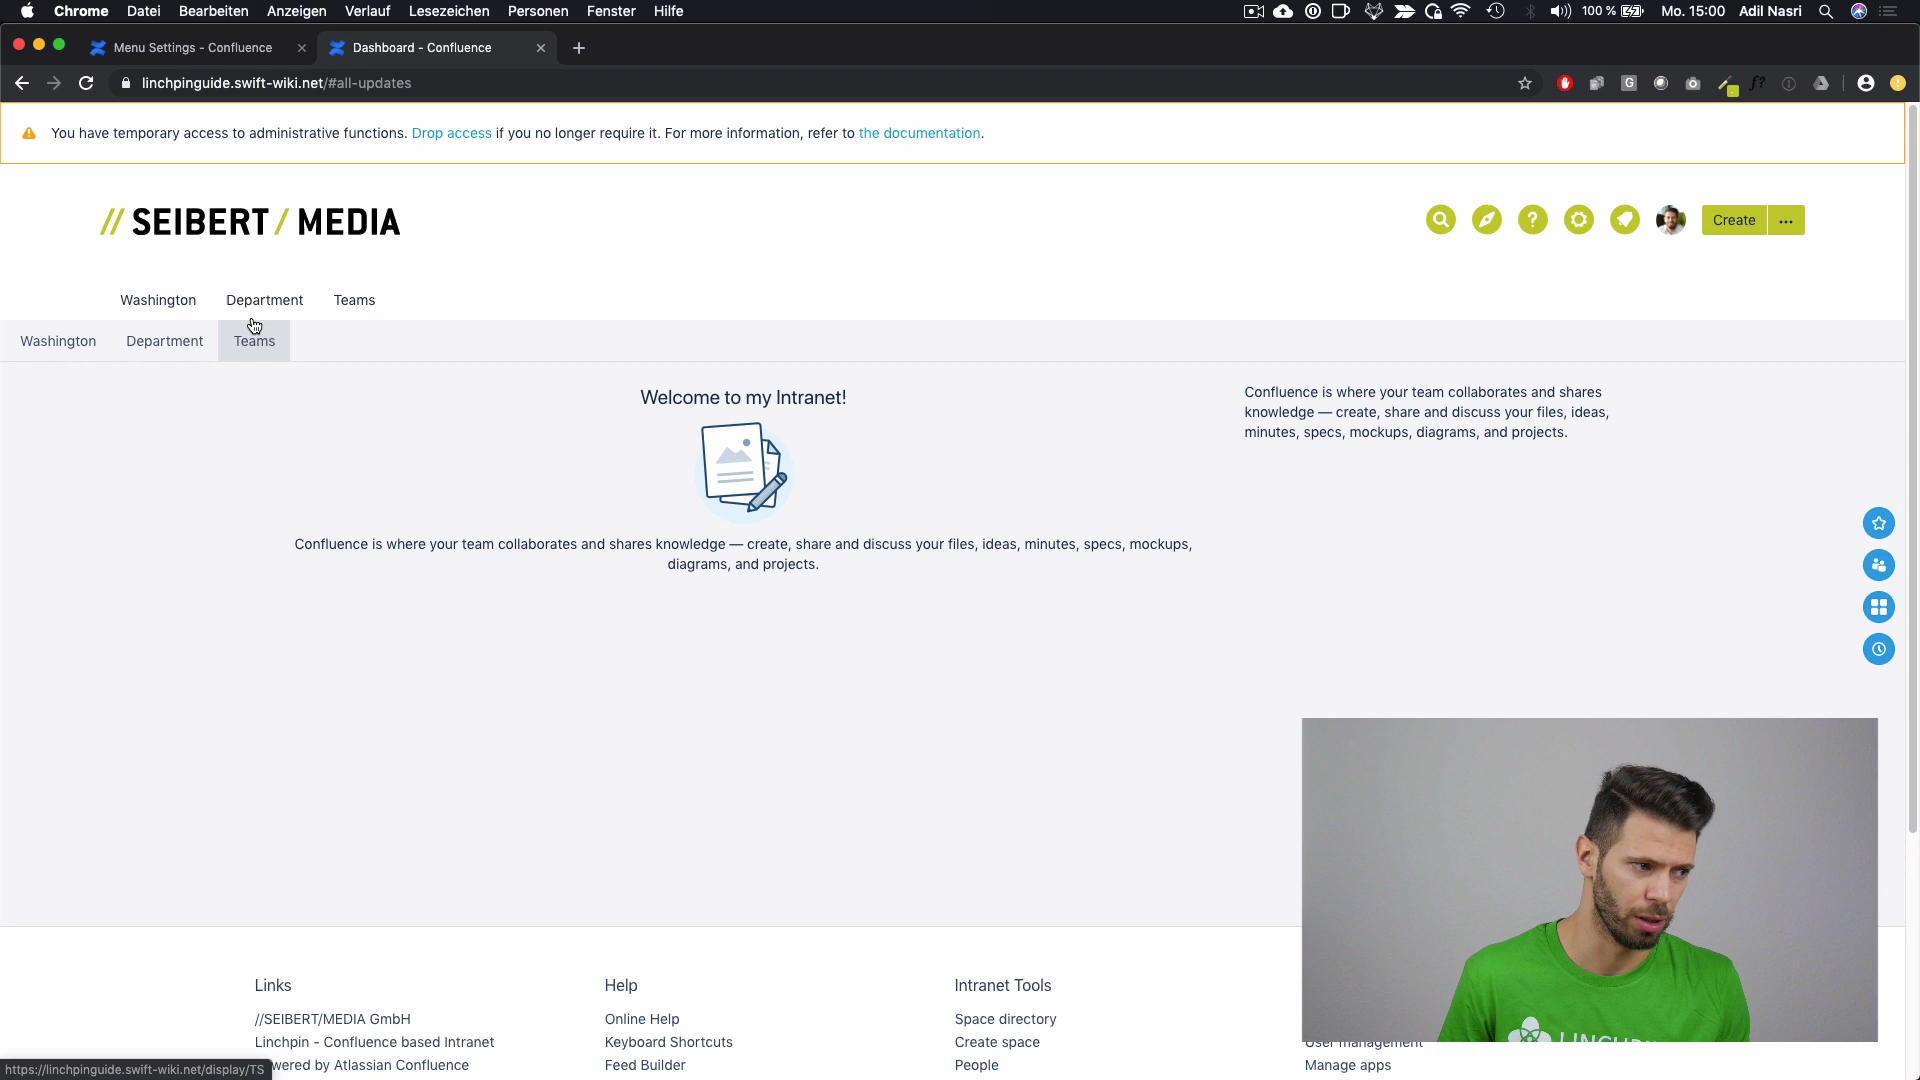 Chrome Datei Bearbeiten Anzeigen Verlauf Lesezeichen Personen Fenster Hilfe 100 % Mo. 15:00 Adil Nasri
Menu Settings - Confluence Dashboard - Confluence
linchpinguide.swift-wiki.net/#all-updates
You have temporary access to administrative functions. Drop access if you no longer require it. For more information, refer to the documentation.
// SEIBERT / MEDIA
Create ...
Washington Department Teams
Washington Department Teams
Welcome to my Intranet!
Confluence is where your team collaborates and shares
knowledge — create, share and discuss your files, ideas,
minutes, specs, mockups, diagrams, and projects.
Confluence is where your team collaborates and shares knowledge — create, share and discuss your files, ideas, minutes, specs, mockups,
diagrams, and projects.
Links Help Intranet Tools
//SEIBERT/MEDIA GmbH Online Help Space directory
Linchpin - Confluence based Intranet Keyboard Shortcuts Create space User management
wered by Atlassian Confluence Feed Builder People Manage apps
https://linchpinguide.swift-wiki.net/display/TS